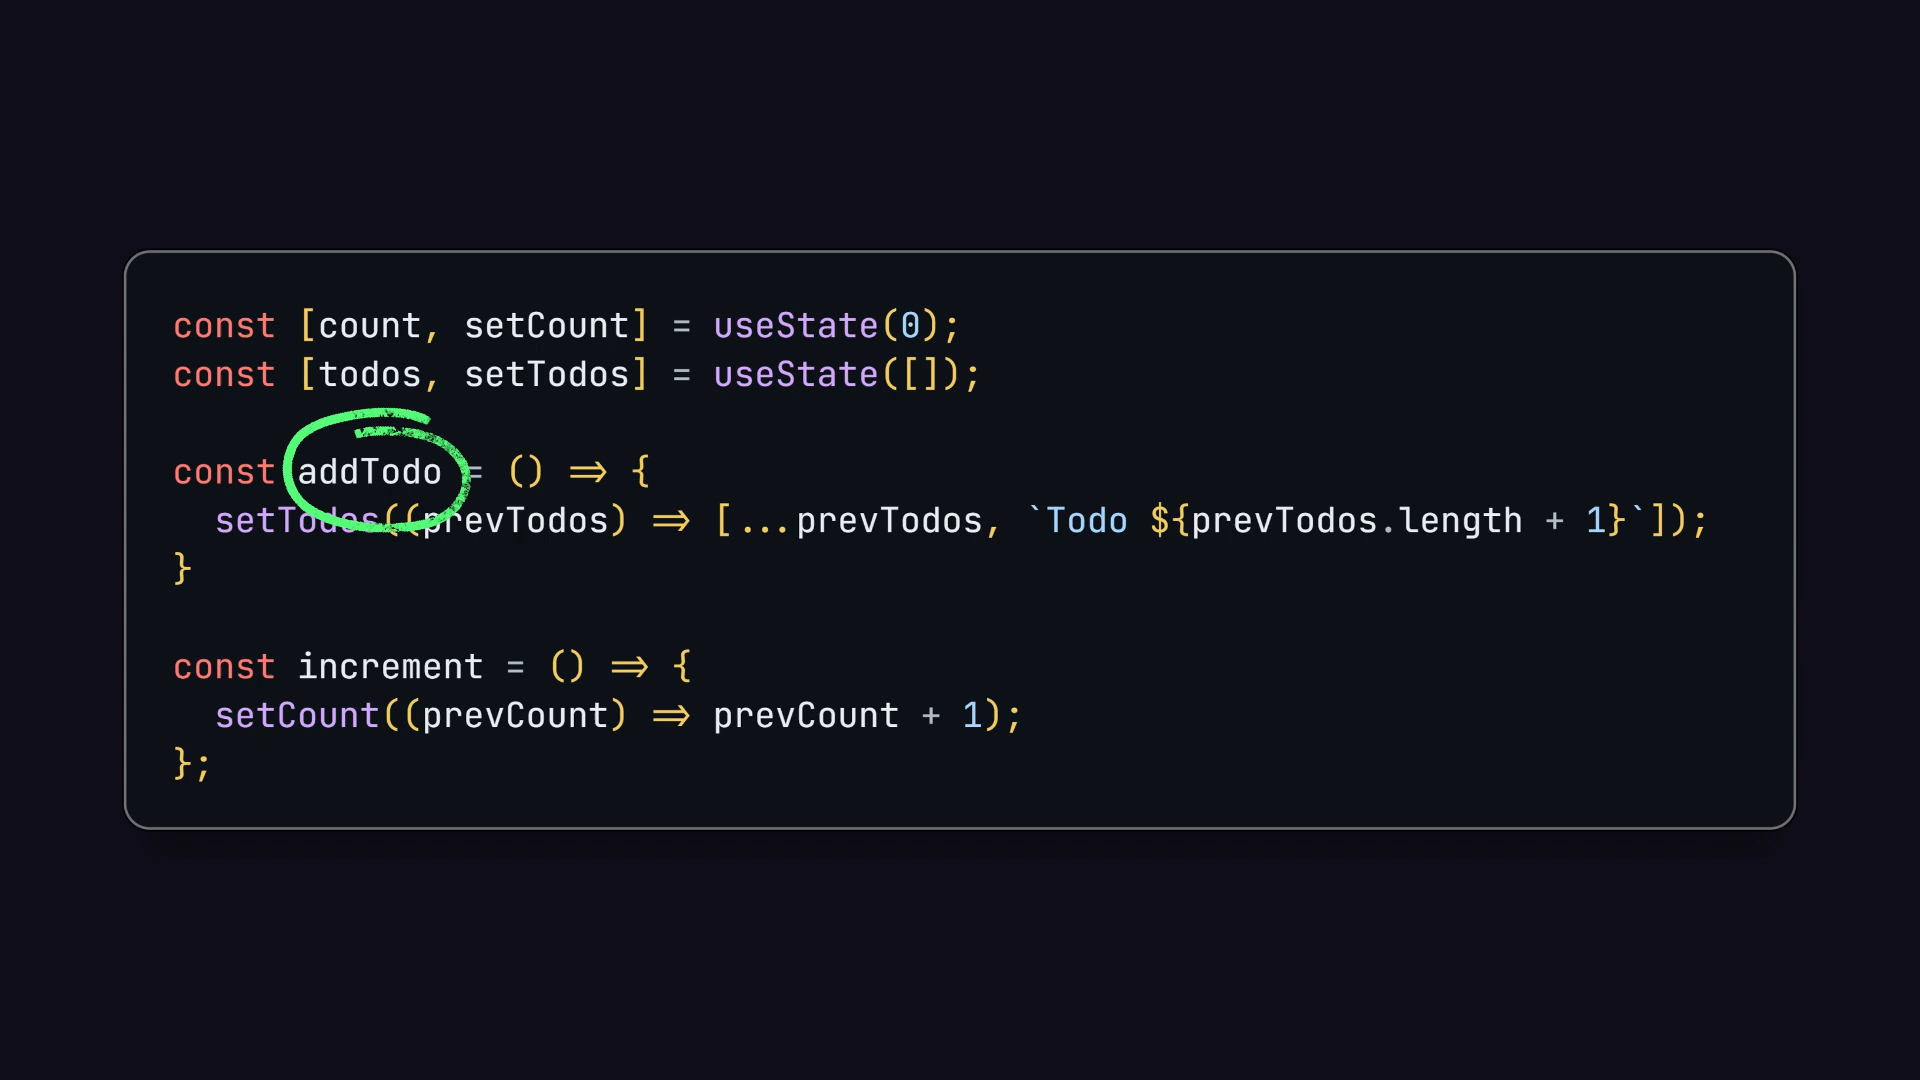 const [count, setCount] = useState(0);
const [todos, setTodos] = useState([]);
const addTodo = () => {
  setTodos((prevTodos) => [...prevTodos, `Todo ${prevTodos.length + 1}`]);
}
const increment = () => {
  setCount((prevCount) => prevCount + 1);
};